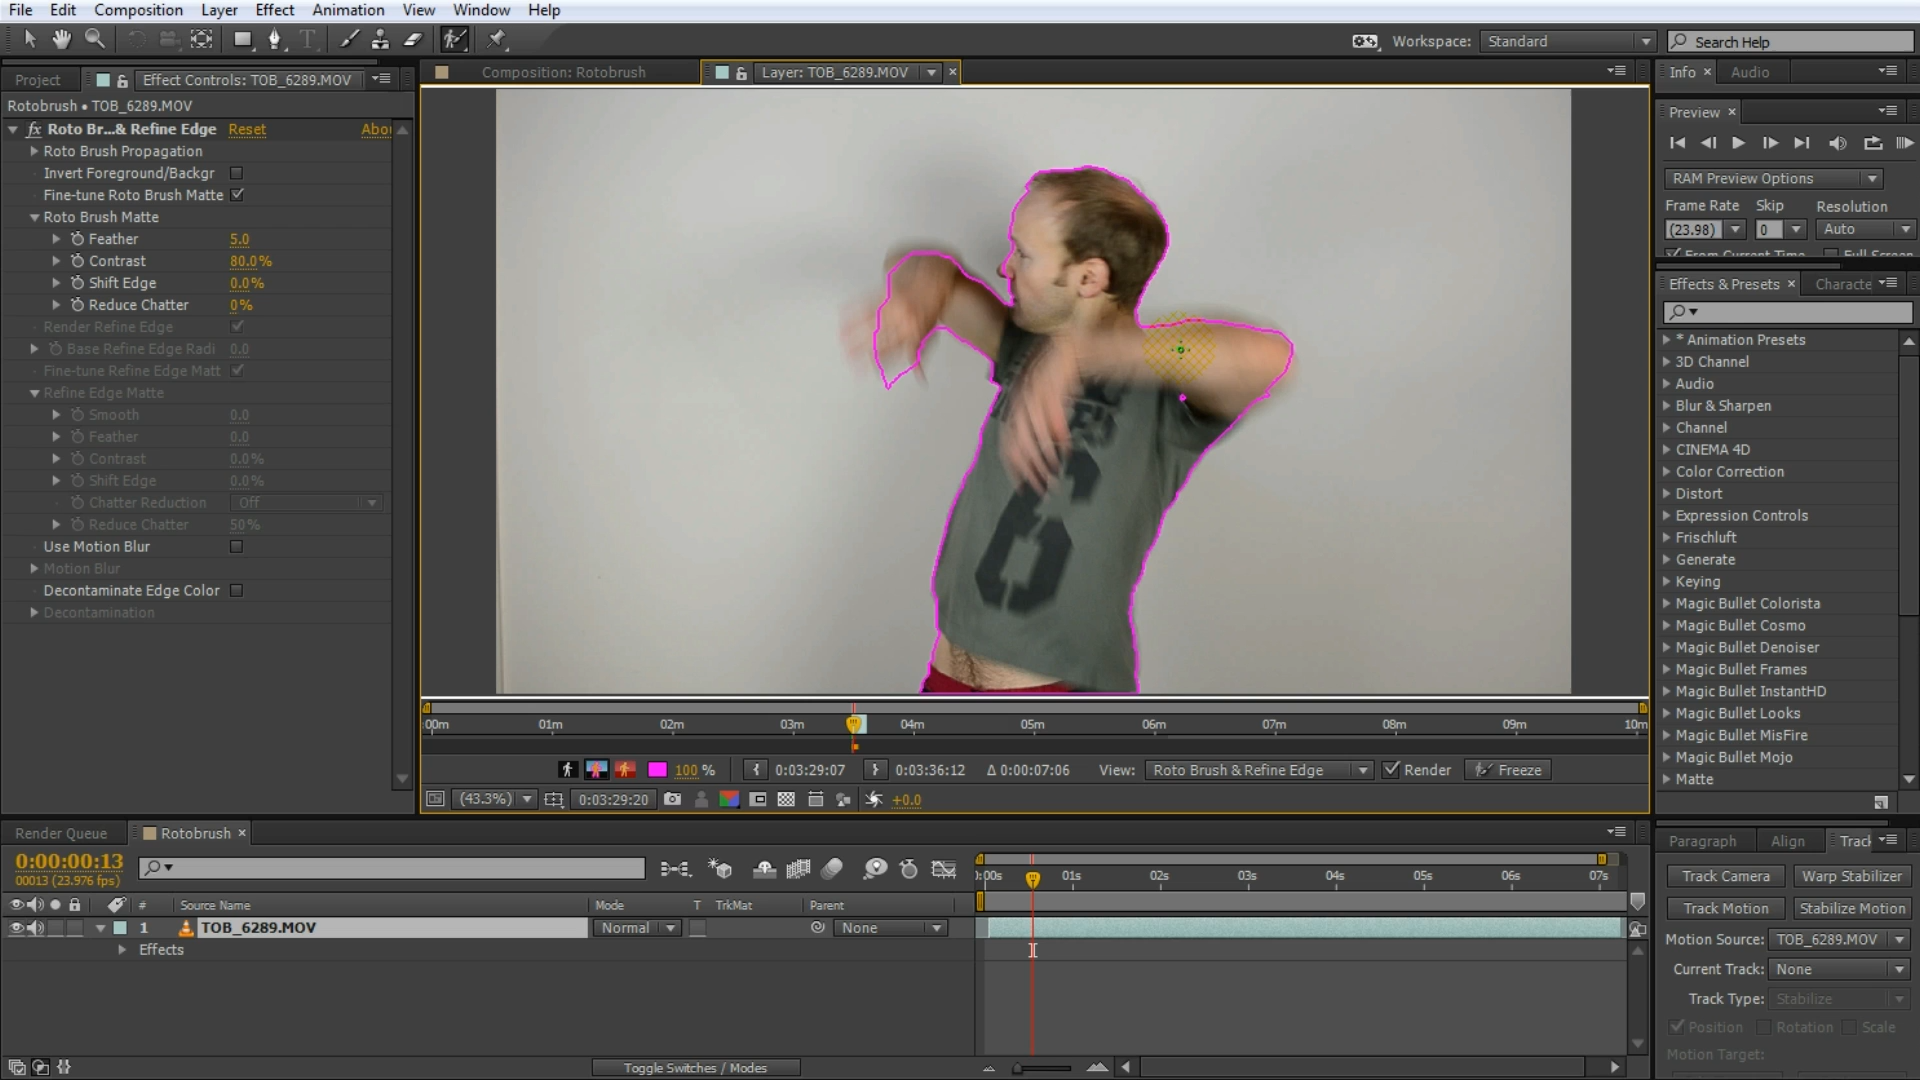 File Edit Composition Layer Effect Animation View Window Help
Workspace: Standard Search Help
Project Effect Controls: TOB_6289.MOV
Composition: Rotobrush Layer: TOB_6289.MOV
Info Audio
Rotobrush • TOB_6289.MOV
Preview
fx Roto Br...& Refine Edge Reset Abou
Roto Brush Propagation
Invert Foreground/Backgr
Fine-tune Roto Brush Matte
Roto Brush Matte
Feather 5.0
Contrast 80.0%
Shift Edge 0.0%
Reduce Chatter 0%
Render Refine Edge
Base Refine Edge Radi 0.0
Fine-tune Refine Edge Matt
Refine Edge Matte
Smooth 0.0
Feather 0.0
Contrast 0.0%
Shift Edge 0.0%
Chatter Reduction Off
Reduce Chatter 50%
Use Motion Blur
Motion Blur
Decontaminate Edge Color
Decontamination
RAM Preview Options
Frame Rate Skip Resolution
(23.98) 0 Auto
From Current Time Full Screen
Effects & Presets Characte
* Animation Presets
3D Channel
Audio
Blur & Sharpen
Channel
CINEMA 4D
Color Correction
Distort
Expression Controls
Frischluft
Generate
Keying
Magic Bullet Colorista
Magic Bullet Cosmo
Magic Bullet Denoiser
Magic Bullet Frames
Magic Bullet InstantHD
Magic Bullet Looks
Magic Bullet MisFire
Magic Bullet Mojo
Matte
:00m 01m 02m 03m 04m 05m 06m 07m 08m 09m 10m
100 % 0:03:29:07 0:03:36:12 Δ 0:00:07:06 View: Roto Brush & Refine Edge Render Freeze
(43.3%) 0:03:29:20 +0.0
Render Queue Rotobrush
0:00:00:13
00013 (23.976 fps)
):00s 01s 02s 03s 04s 05s 06s 07s
# Source Name Mode T TrkMat Parent
1 TOB_6289.MOV Normal None
Effects
Toggle Switches / Modes
Paragraph Align Track
Track Camera Warp Stabilizer
Track Motion Stabilize Motion
Motion Source: TOB_6289.MOV
Current Track: None
Track Type: Stabilize
Position Rotation Scale
Motion Target: